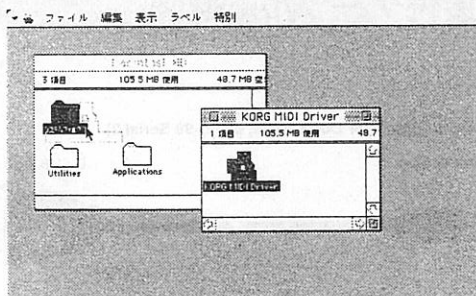 ファイル 編集 表示 ラベル 特別
3 項目 105.5 MB 使用 48.7 MB 空
Utilities Applications
KORG MIDI Driver
1 項目 105.5 MB 使用 48.7
KORG MIDI Driver